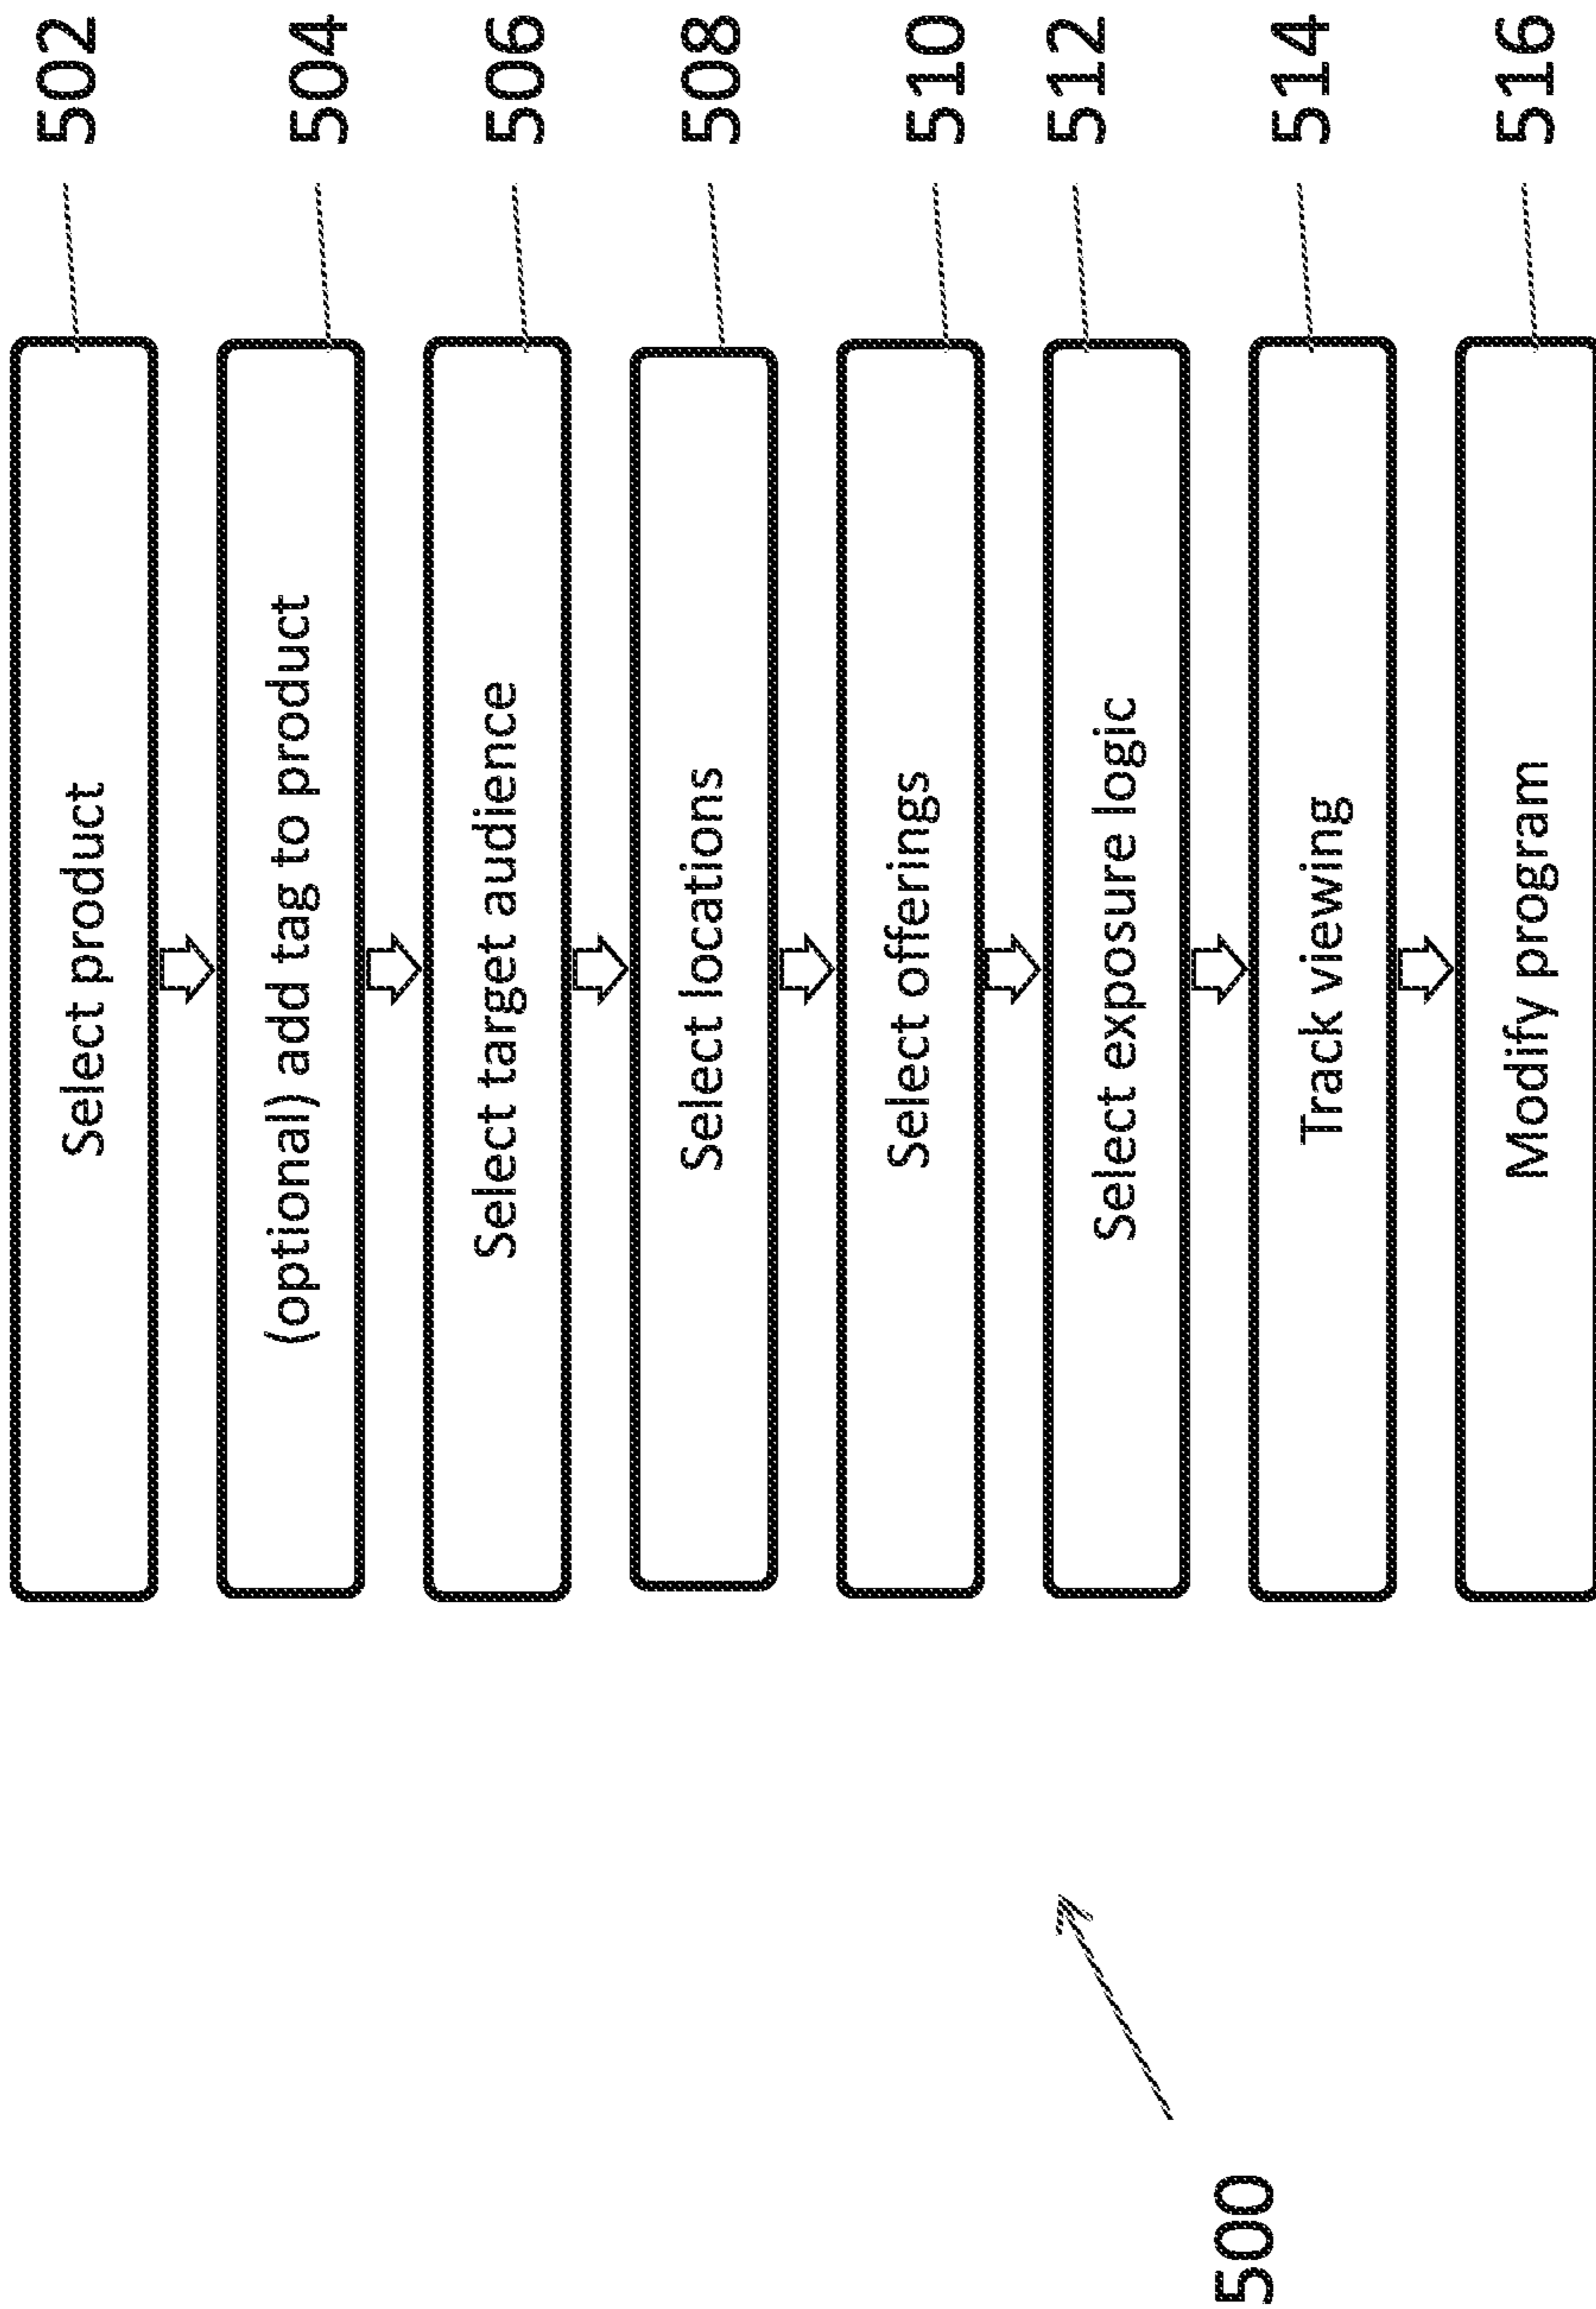 Select product
502
(optional) add tag to product
504
Select target audience
506
Select locations
508
Select offerings
510
Select exposure logic
512
Track viewing
514
Modify program
516
500